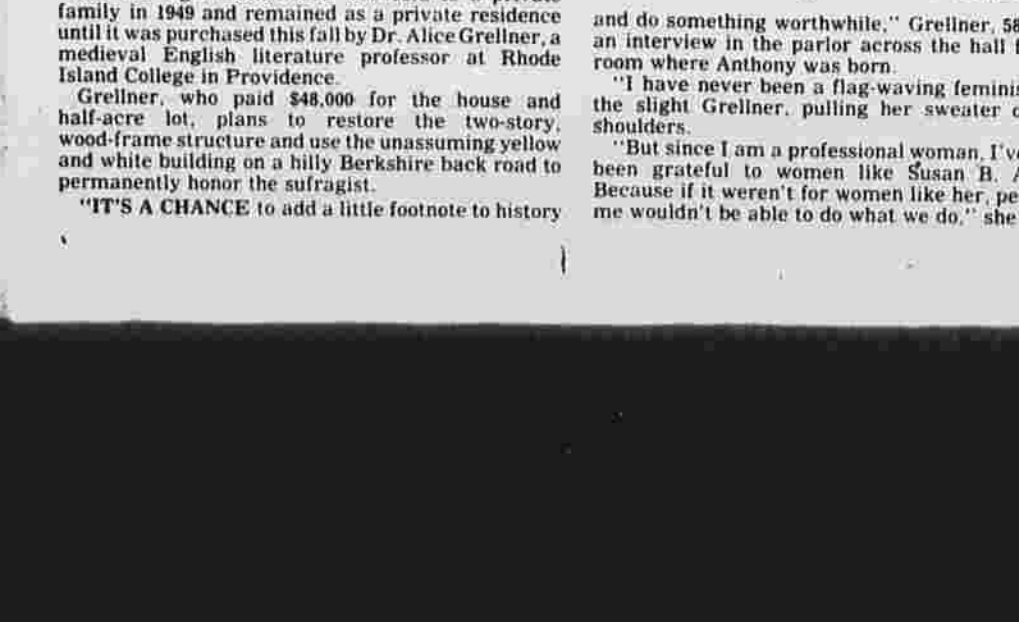 family in 1949 and remained as a private residence
until it was purchased this fall by Dr. Alice Grellner, a
medieval English literature professor at Rhode
Island College in Providence.
Grellner, who paid $48,000 for the house and
half-acre lot, plans to restore the two-story,
wood-frame structure and use the unassuming yellow
and white building on a hilly Berkshire back road to
permanently honor the sufragist.
"IT'S A CHANCE to add a little footnote to history
and do something worthwhile," Grellner, 58
an interview in the parlor across the hall
room where Anthony was born.
"I have never been a flag-waving
the slight Grellner, pulling her sweater
shoulders.
"But since I am a professional woman,
been grateful to women like Susan B.
Because if it weren't for women like her,
me wouldn't be able to do what we do," she